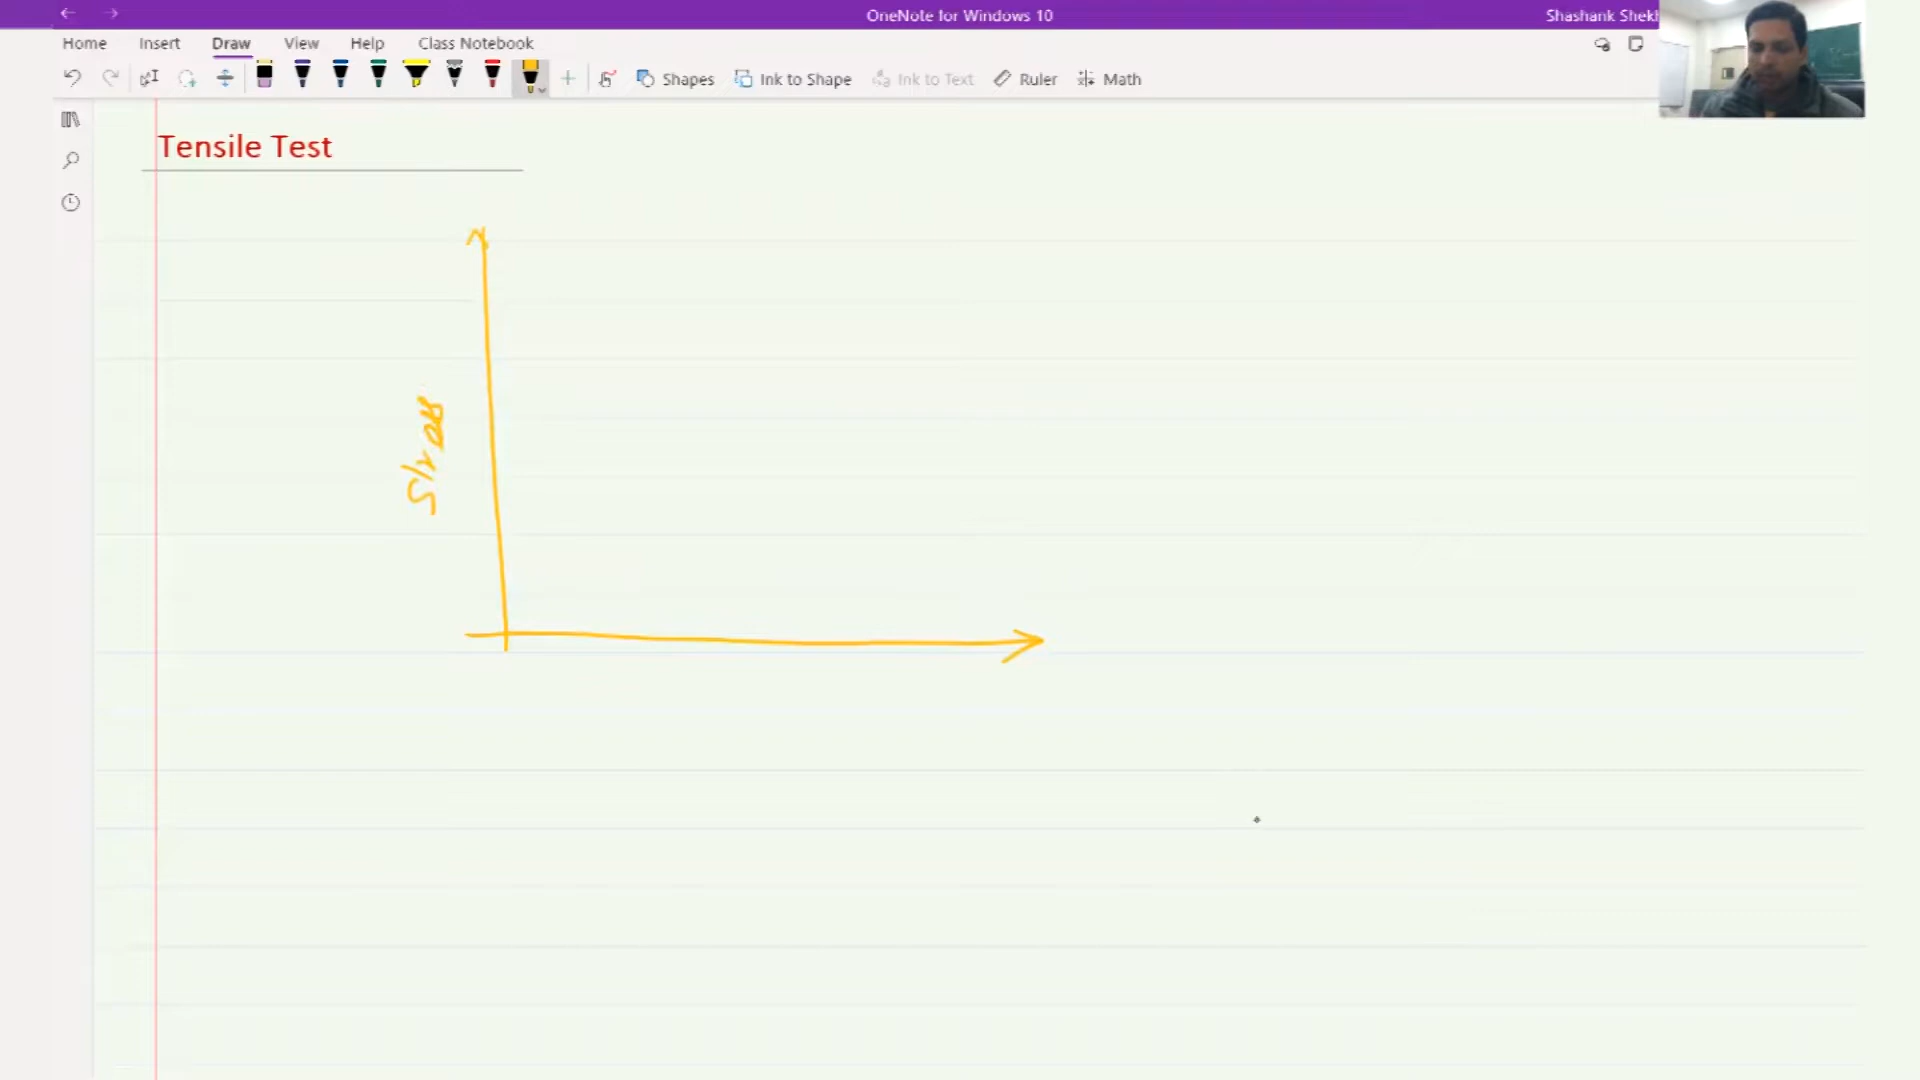 OneNote for Windows 10
Shashank Shekh
Home Insert Draw View Help Class Notebook
Shapes Ink to Shape Ink to Text Ruler Math
Tensile Test
Stress